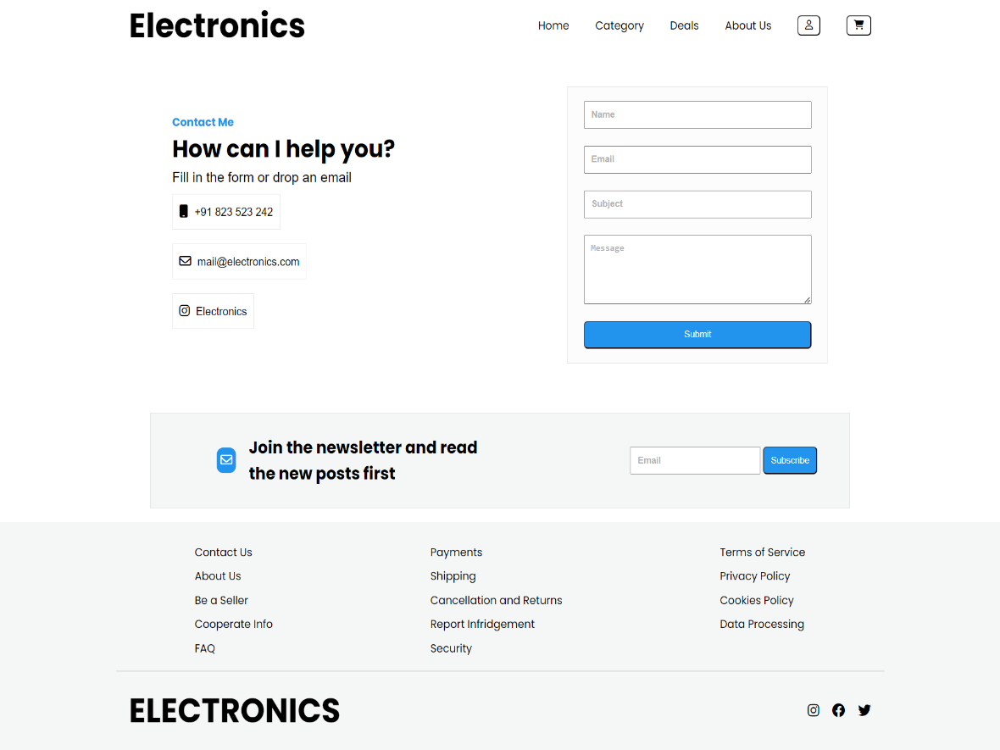 Electronics
Home Category Deals About Us
Contact Me
How can I help you?
Fill in the form or drop an email
+91 823 523 242
mail@electronics.com
Electronics
Name
Email
Subject
Message
Submit
Join the newsletter and read
the new posts first
Email
Subscribe
Contact Us
About Us
Be a Seller
Cooperate Info
FAQ
Payments
Shipping
Cancellation and Returns
Report Infridgement
Security
Terms of Service
Privacy Policy
Cookies Policy
Data Processing
ELECTRONICS